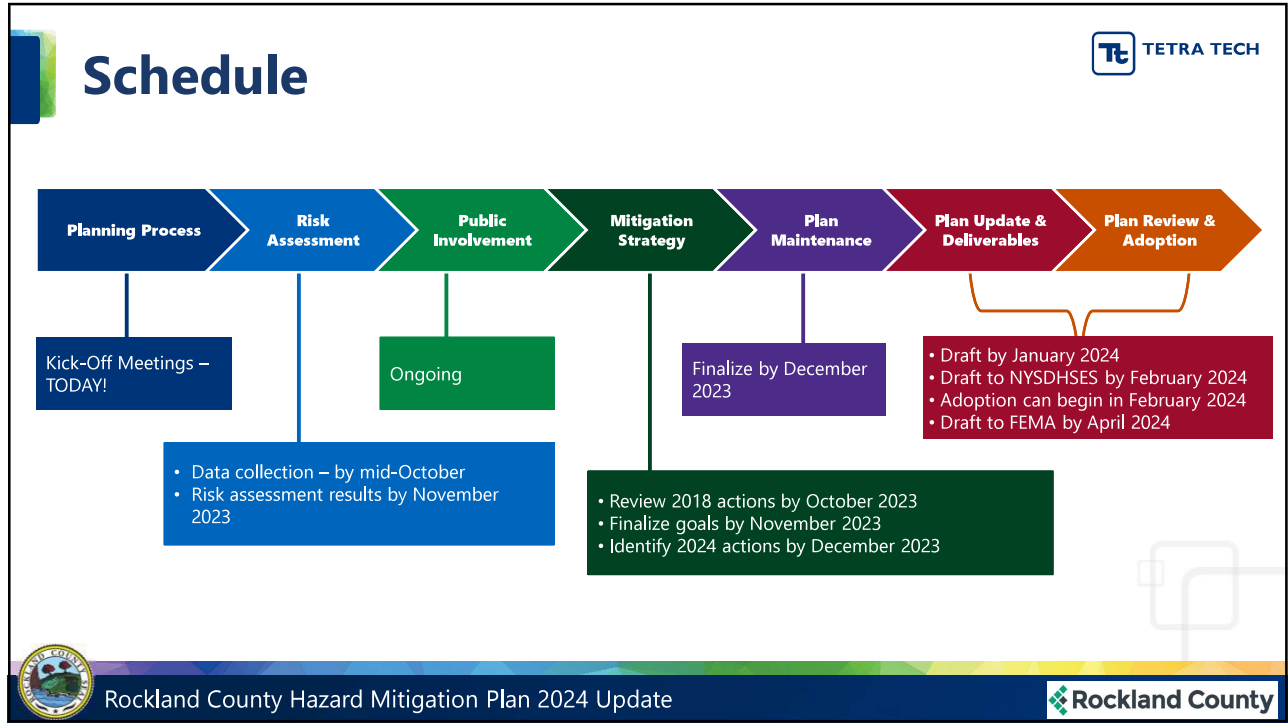 Schedule
Tt TETRA TECH
Planning Process
Risk
Assessment
Public
Involvement
Mitigation
Strategy
Plan
Maintenance
Plan Update &
Deliverables
Plan Review &
Adoption
Kick-Off Meetings –
TODAY!
Ongoing
Finalize by December
2023
• Draft by January 2024
• Draft to NYSDHSES by February 2024
• Adoption can begin in February 2024
• Draft to FEMA by April 2024
• Data collection – by mid-October
• Risk assessment results by November
2023
• Review 2018 actions by October 2023
• Finalize goals by November 2023
• Identify 2024 actions by December 2023
ROCKLAND COUNTY SEAL
Rockland County Hazard Mitigation Plan 2024 Update
Rockland County